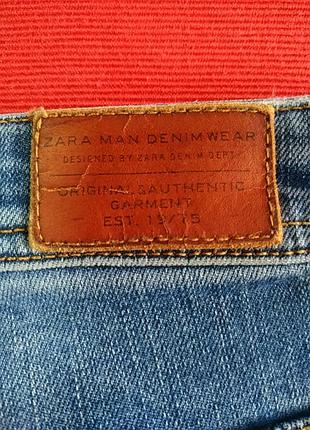 ZARA MAN DENIMWEAR
DESIGNED BY ZARA DENIM DEPT.
ORIGINAL & AUTHENTIC
GARMENT
EST. 19/75